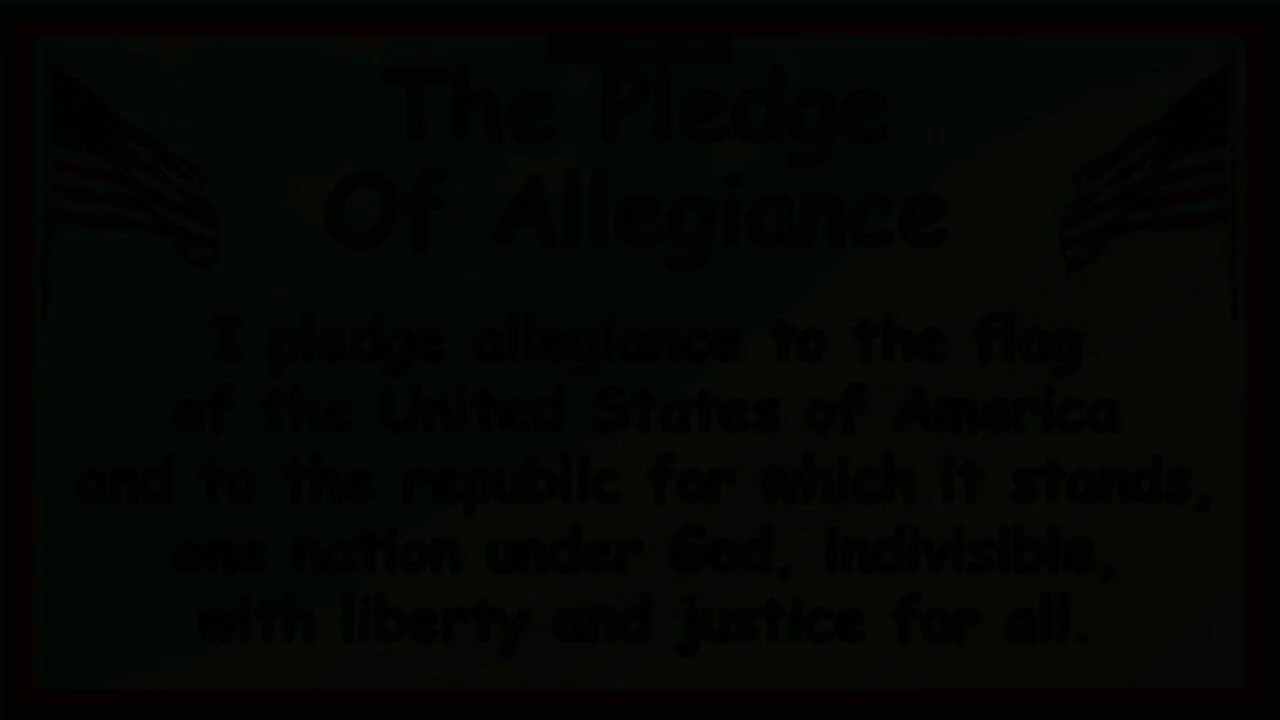 The Pledge
Of Allegiance
I pledge allegiance to the flag
of the United States of America
and to the republic for which it stands,
one nation under God, indivisible,
with liberty and justice for all.